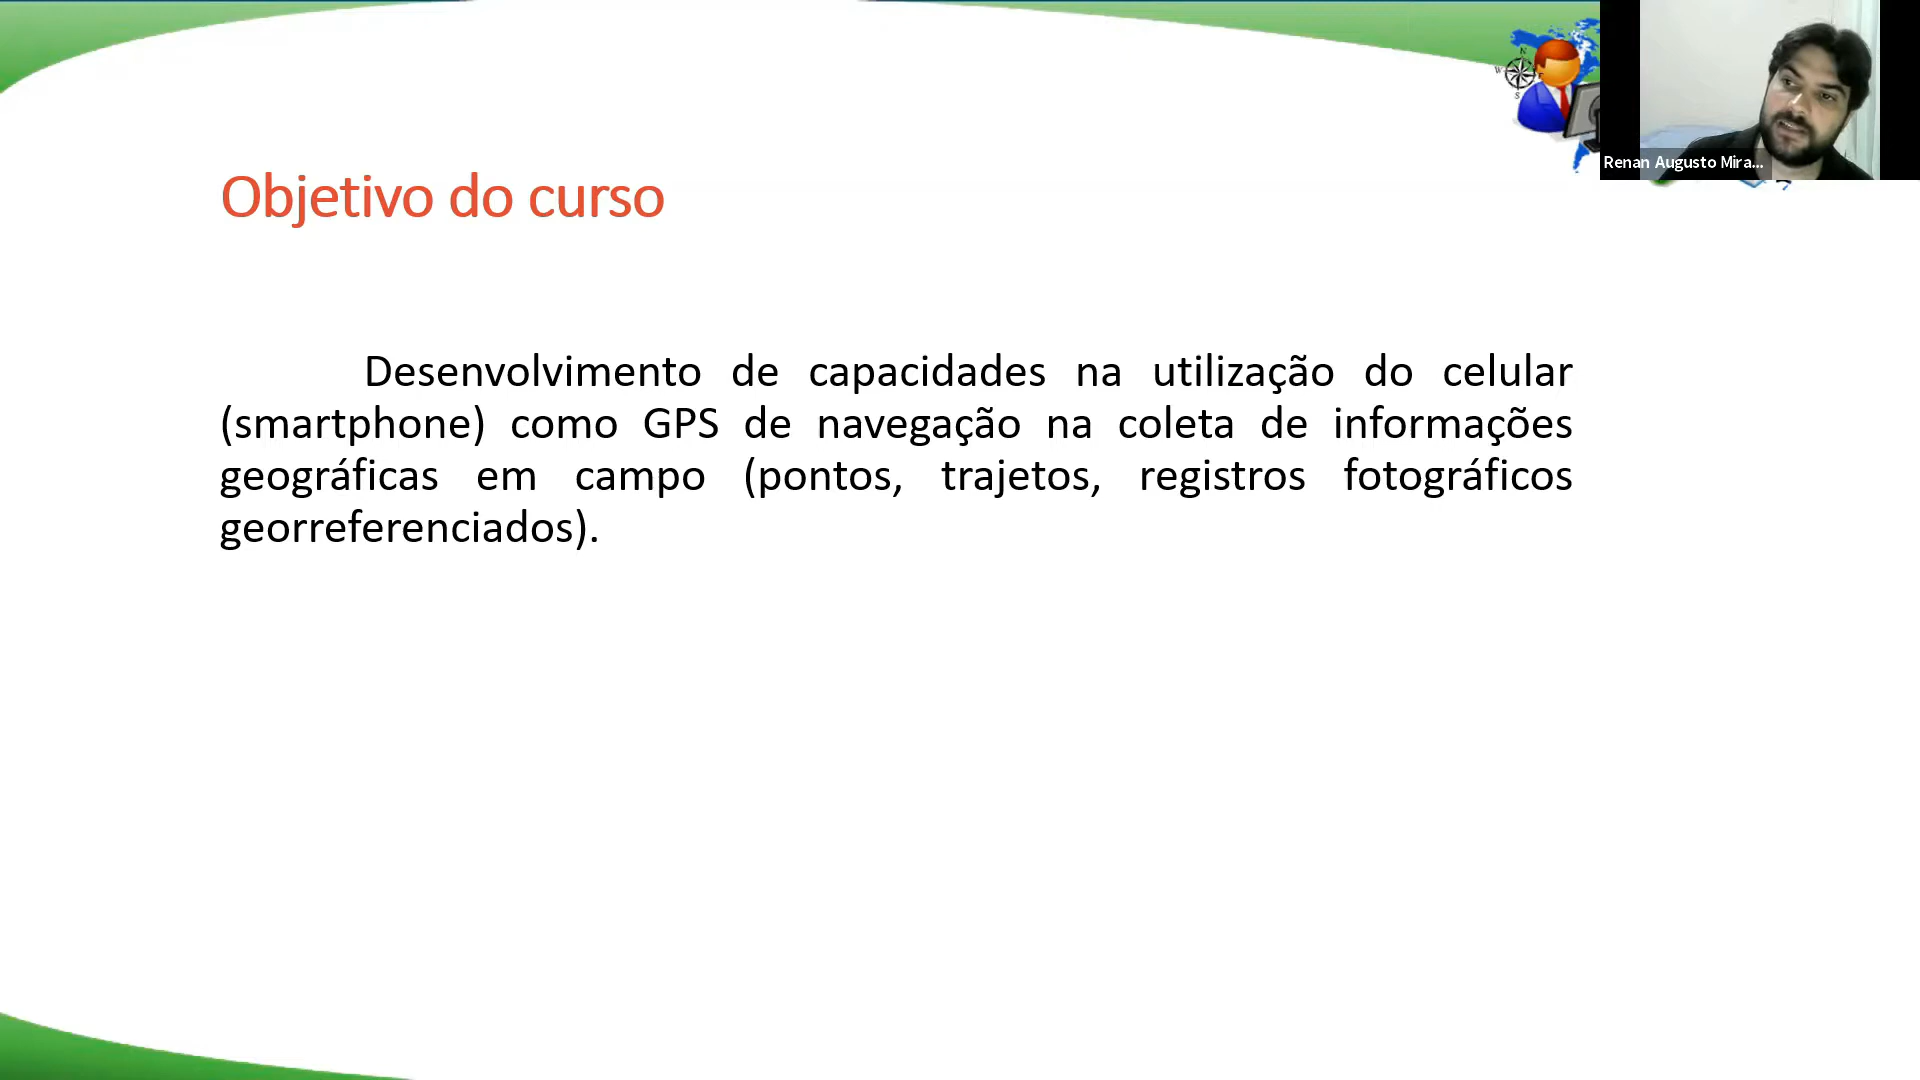 Renan Augusto Mira...
Objetivo do curso
Desenvolvimento de capacidades na utilização do celular
(smartphone) como GPS de navegação na coleta de informações
geográficas em campo (pontos, trajetos, registros fotográficos
georreferenciados).
N
W
S